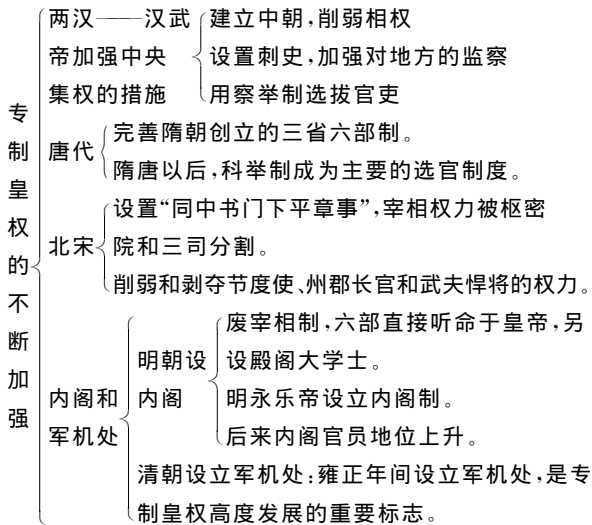 专制皇权的不断加强
两汉——汉武帝加强中央集权的措施
建立中朝,削弱相权
设置刺史,加强对地方的监察
用察举制选拔官吏
唐代
完善隋朝创立的三省六部制。
隋唐以后,科举制成为主要的选官制度。
北宋
设置“同中书门下平章事”,宰相权力被枢密
院和三司分割。
削弱和剥夺节度使、州郡长官和武夫悍将的权力。
内阁和
军机处
明朝设
内阁
废宰相制,六部直接听命于皇帝,另
设殿阁大学士。
明永乐帝设立内阁制。
后来内阁官员地位上升。
清朝设立军机处:雍正年间设立军机处,是专
制皇权高度发展的重要标志。